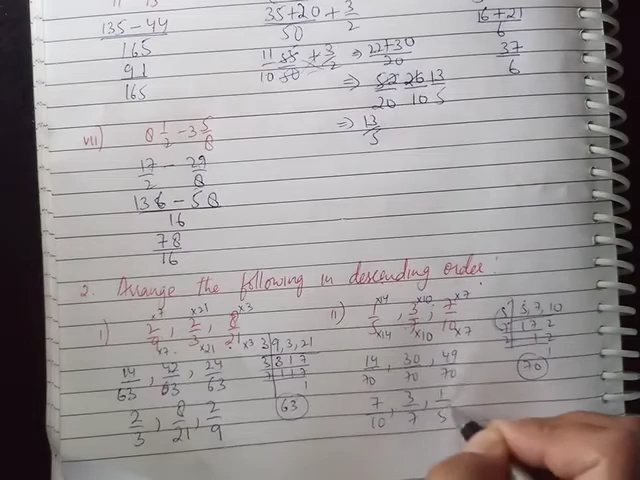 135 - 44 / 165
91 / 165
35 + 20 / 50 + 3/2
11/10 55/50 + 3/2 ⇒ 22+30 / 20
⇒ 52/20 26/10 13/5
⇒ 13/5
16 + 21 / 6
37/6
vii) 8 1/2 - 3 5/8
17/2 - 29/8
136 - 58 / 16
78/16
2. Arrange the following in descending order:
i) 2/9 ×7, 2/3 ×21, 8/21 ×3
14/63, 42/63, 24/63
2/3, 8/21, 2/9
3 | 9, 3, 21
3 | 3 1 7
7 | 1 1 7
1
63
ii) 1/5 ×14, 3/7 ×10, 7/10 ×7
14/70, 30/70, 49/70
7/10, 3/7, 1/5
5, 7, 10
1 7 2
1 2
70